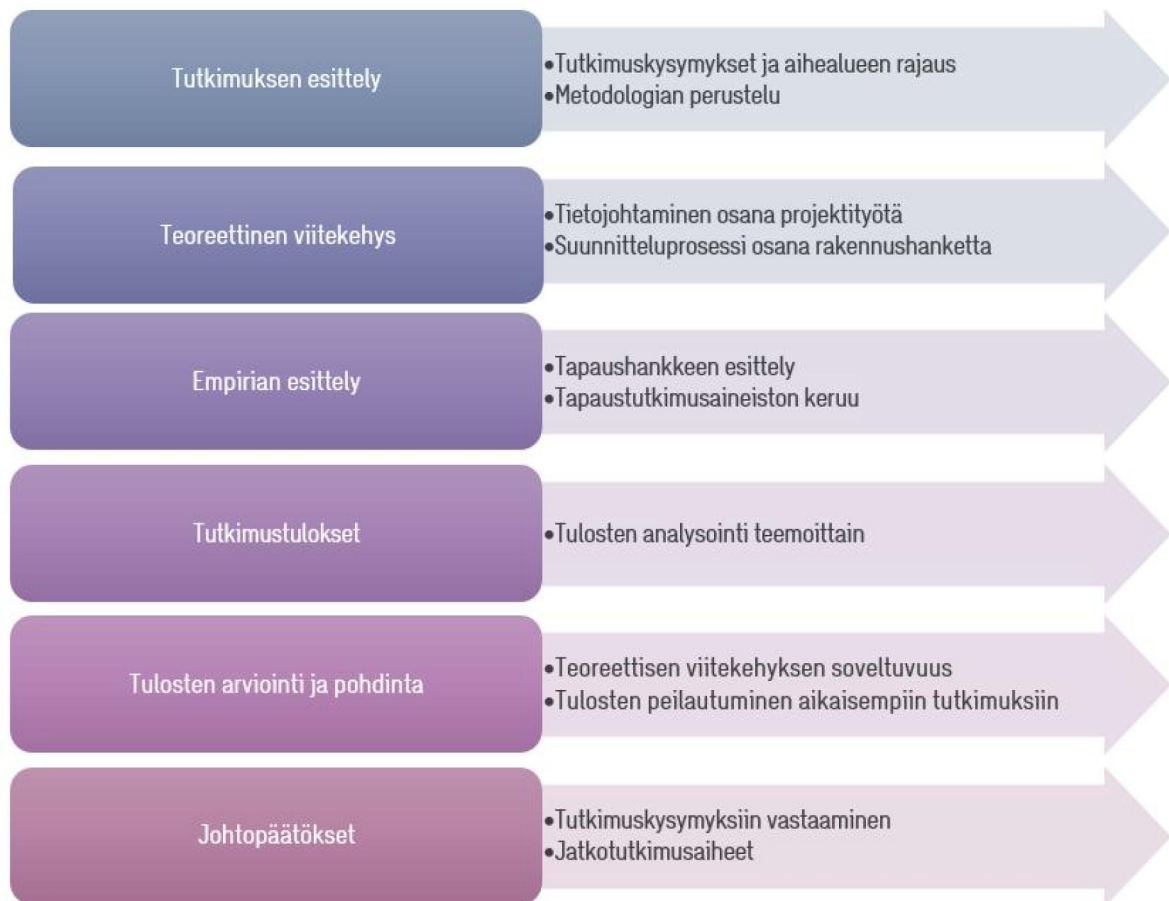 Tutkimuksen esittely
•Tutkimuskysymykset ja aihealueen rajaus
•Metodologian perustelu
Teoreettinen viitekehys
•Tietojohtaminen osana projektityötä
•Suunnitteluprosessi osana rakennushanketta
Empirian esittely
•Tapaushankkeen esittely
•Tapaustutkimusaineiston keruu
Tutkimustulokset
•Tulosten analysointi teemoittain
Tulosten arviointi ja pohdinta
•Teoreettisen viitekehyksen soveltuvuus
•Tulosten peilautuminen aikaisempiin tutkimuksiin
Johtopäätökset
•Tutkimuskysymyksiin vastaaminen
•Jatkotutkimusaiheet